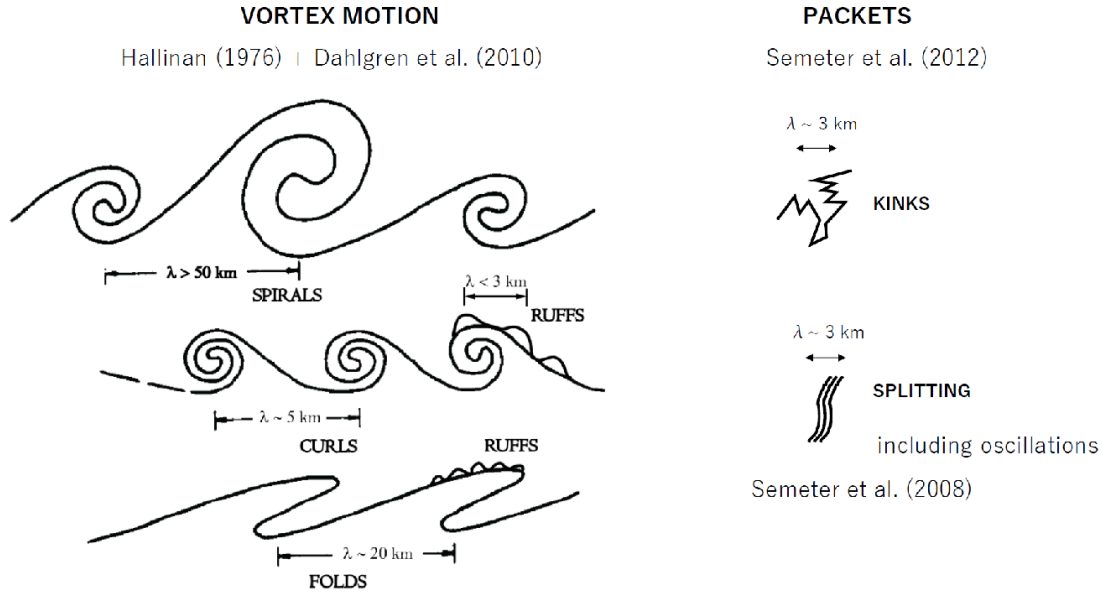 VORTEX MOTION
Hallinan (1976) | Dahlgren et al. (2010)
λ > 50 km
SPIRALS
λ < 3 km
RUFFS
λ ~ 5 km
CURLS
RUFFS
λ ~ 20 km
FOLDS
PACKETS
Semeter et al. (2012)
λ ~ 3 km
KINKS
λ ~ 3 km
SPLITTING
including oscillations
Semeter et al. (2008)